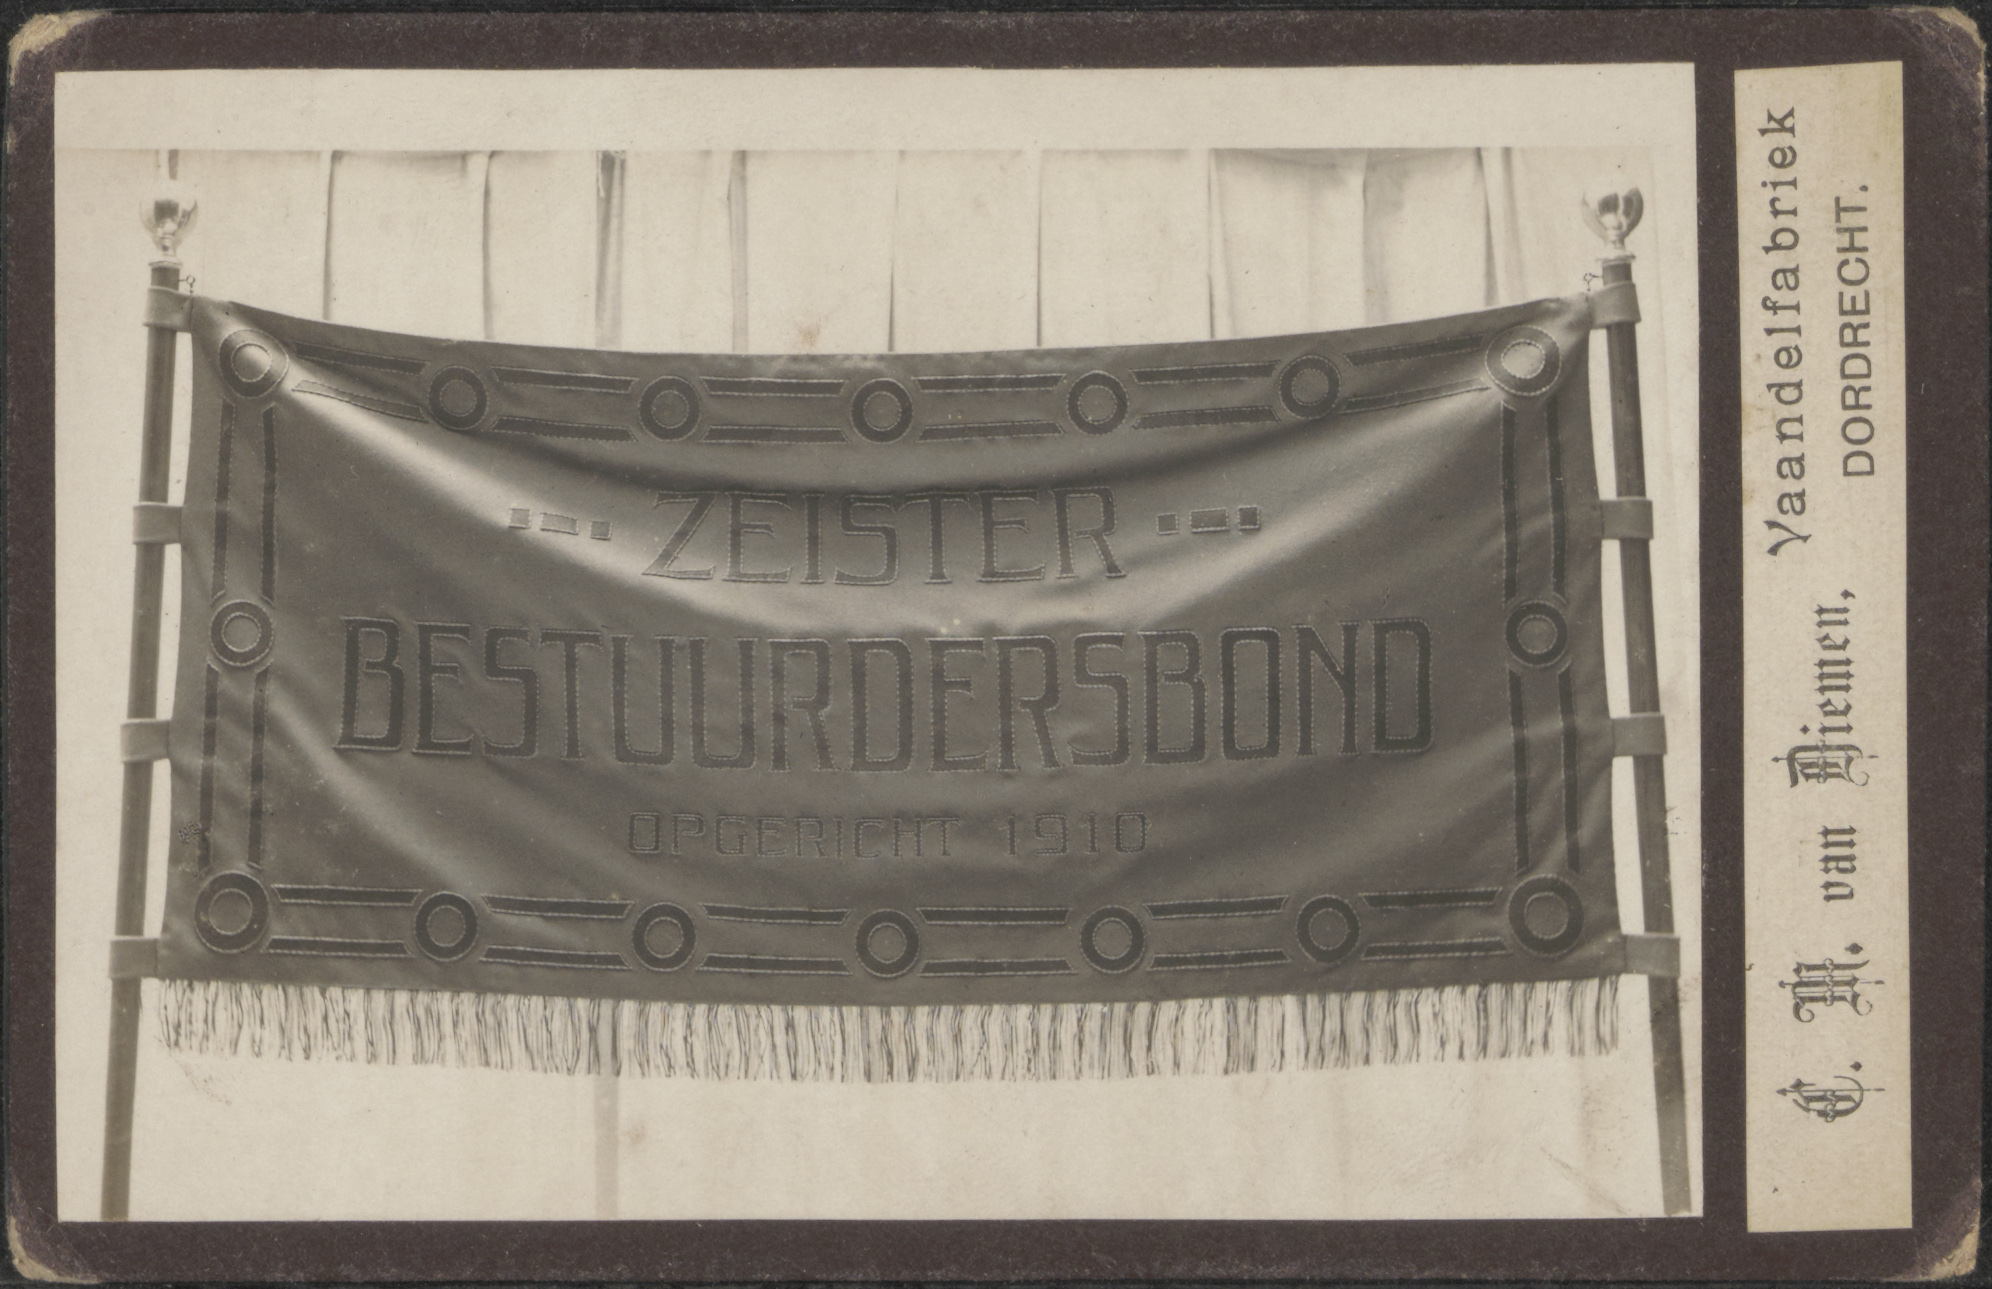 ZEISTER
BESTUURDERSBOND
OPGERICHT 1910
C. M. van Diemen, Vaandelfabriek
DORDRECHT.